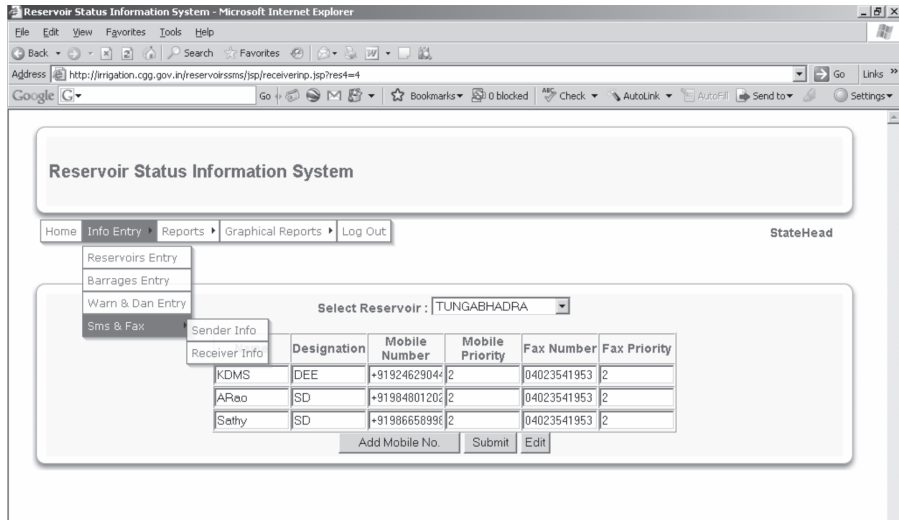 Reservoir Status Information System - Microsoft Internet Explorer
File Edit View Favorites Tools Help
Back Search Favorites
Address http://irrigation.cgg.gov.in/reservoirssms/jsp/receiverinp.jsp?res4=4 Go Links »
Google G Go Bookmarks 0 blocked Check AutoLink AutoFill Send to Settings
Reservoir Status Information System
Home Info Entry Reports Graphical Reports Log Out StateHead
Reservoirs Entry
Barrages Entry
Warn & Dan Entry
Sms & Fax
Sender Info
Receiver Info
Select Reservoir : TUNGABHADRA
Designation Mobile Number Mobile Priority Fax Number Fax Priority
KDMS DEE +9192462904 2 04023541953 2
ARao SD +9198480120 2 04023541953 2
Sathy SD +9198665899 2 04023541953 2
Add Mobile No. Submit Edit